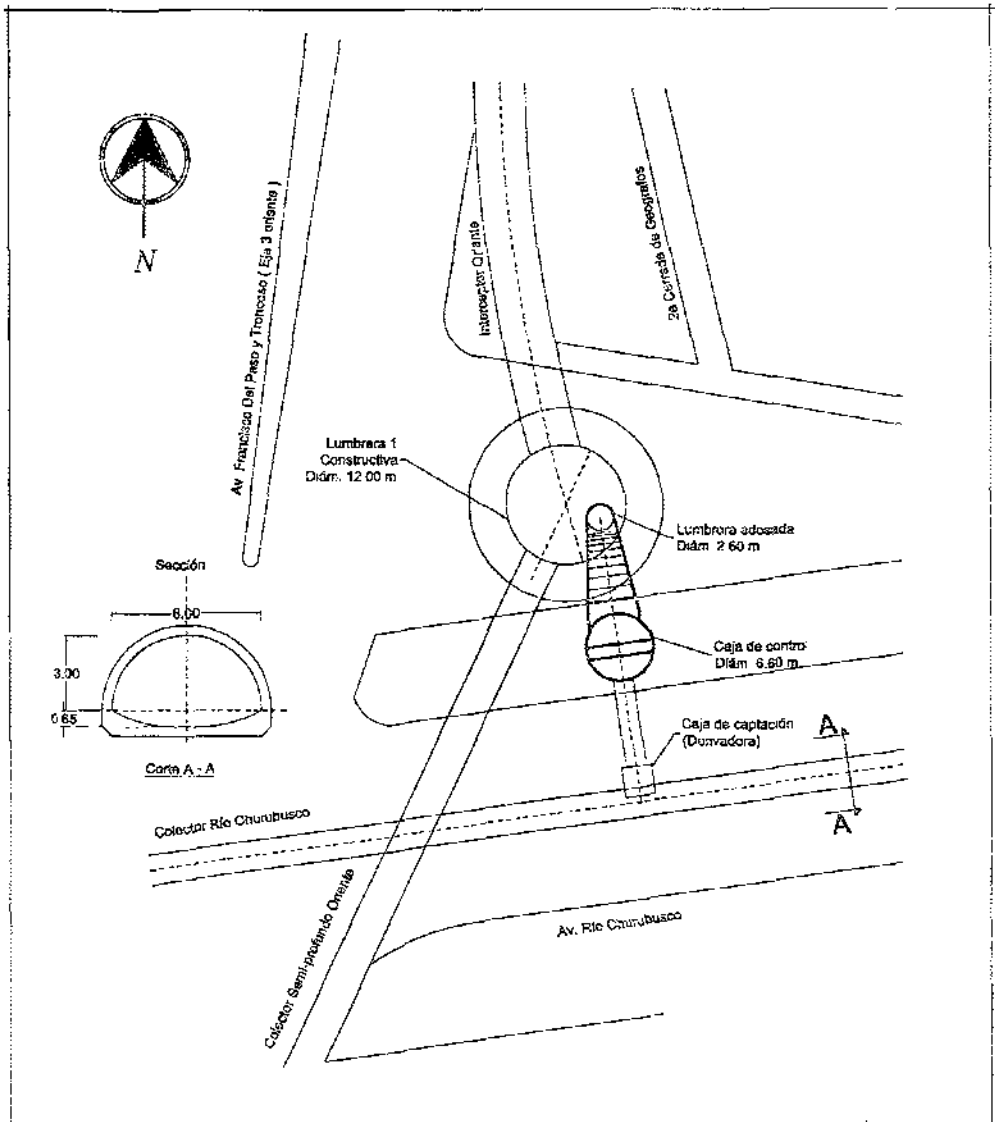 N
Av. Francisco Del Paso y Troncoso ( Eje 3 oriente )
Interceptor Oriente
2a Cerrada de Geografos
Lumbrera 1
Constructiva
Diám. 12 00 m
Lumbrera adosada
Diám 2 60 m
Sección
6.00
3.00
0 65
Corte A - A
Caja de contro
Diám 6.60 m.
Caja de captación
(Derivadora)
A
A
Colector Río Churubusco
Colector Semi-profundo Oriente
Av. Río Churubusco